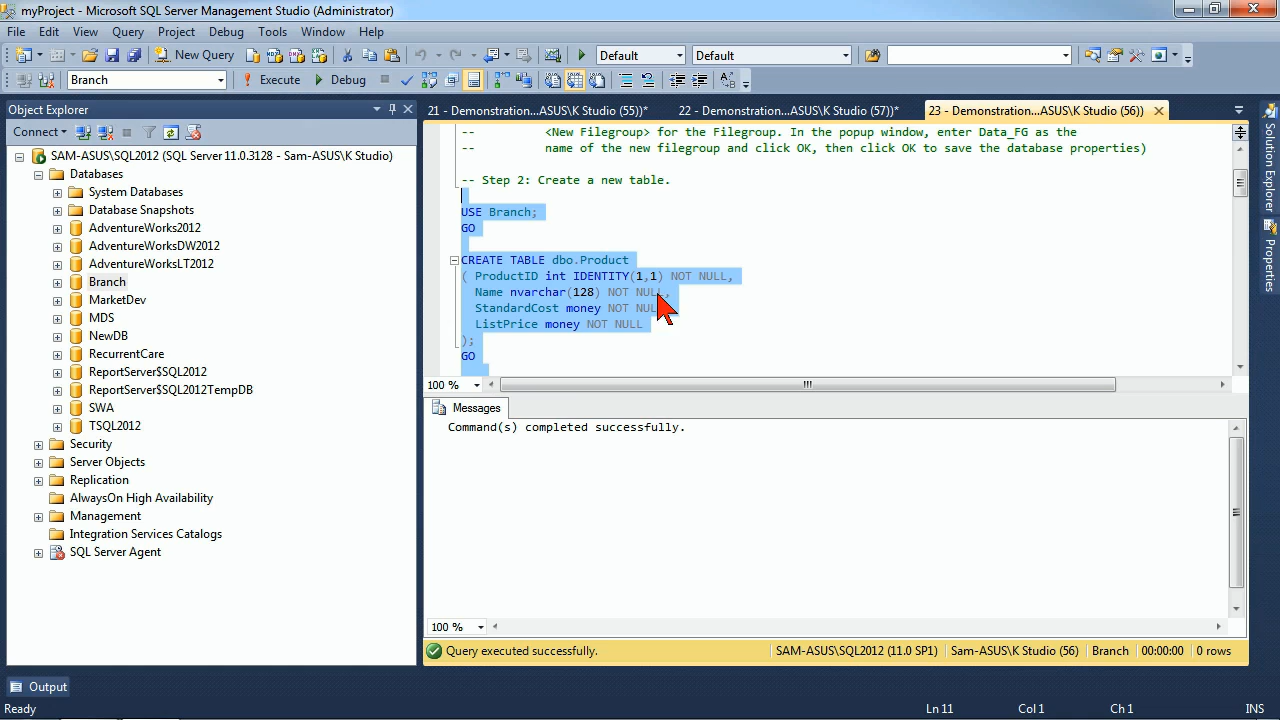 myProject - Microsoft SQL Server Management Studio (Administrator)
File Edit View Query Project Debug Tools Window Help
New Query Default Default
Branch Execute Debug
Object Explorer
Connect
SAM-ASUS\SQL2012 (SQL Server 11.0.3128 - Sam-ASUS\K Studio)
Databases
System Databases
Database Snapshots
AdventureWorks2012
AdventureWorksDW2012
AdventureWorksLT2012
Branch
MarketDev
MDS
NewDB
RecurrentCare
ReportServer$SQL2012
ReportServer$SQL2012TempDB
SWA
TSQL2012
Security
Server Objects
Replication
AlwaysOn High Availability
Management
Integration Services Catalogs
SQL Server Agent
21 - Demonstration...ASUS\K Studio (55))* 22 - Demonstration...ASUS\K Studio (57))* 23 - Demonstration...ASUS\K Studio (56))
-- <New Filegroup> for the Filegroup. In the popup window, enter Data_FG as the
-- name of the new filegroup and click OK, then click OK to save the database properties)
-- Step 2: Create a new table.
USE Branch;
GO
CREATE TABLE dbo.Product
( ProductID int IDENTITY(1,1) NOT NULL,
Name nvarchar(128) NOT NULL,
StandardCost money NOT NUL
ListPrice money NOT NULL
);
GO
100 %
Messages
Command(s) completed successfully.
100 %
Query executed successfully. SAM-ASUS\SQL2012 (11.0 SP1) Sam-ASUS\K Studio (56) Branch 00:00:00 0 rows
Solution Explorer
Properties
Output
Ready Ln 11 Col 1 Ch 1 INS